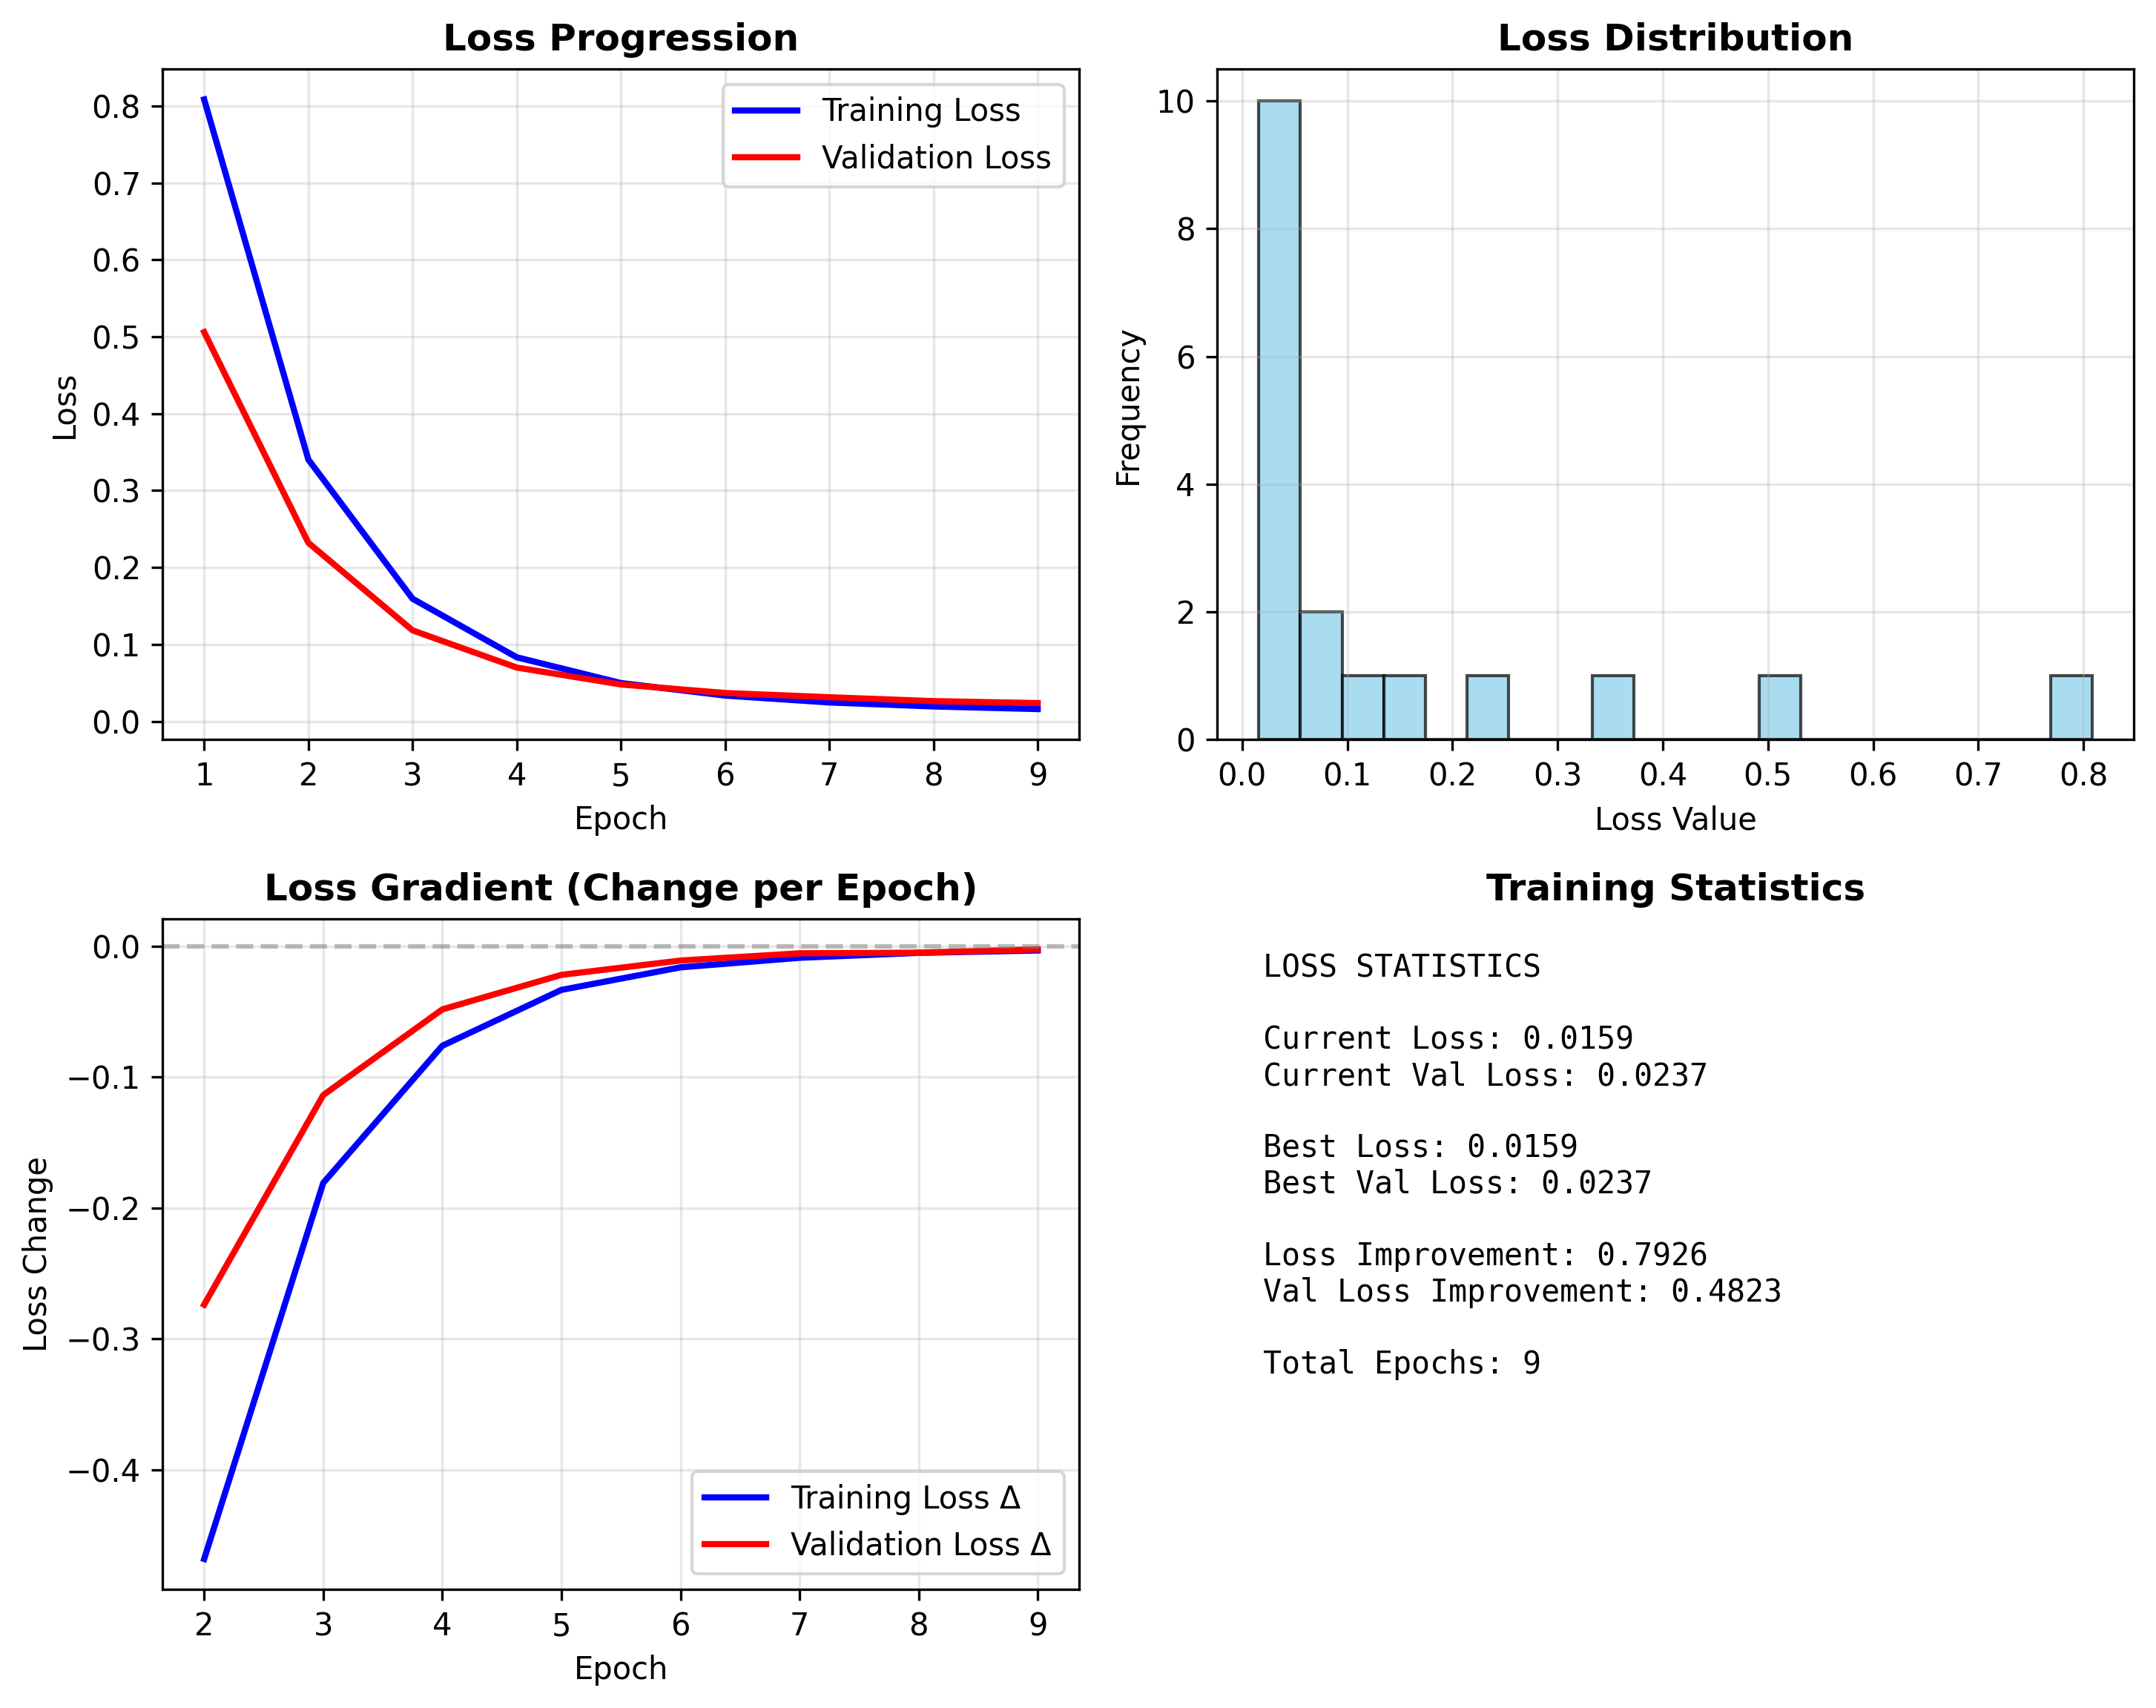 Loss Progression
0.8
0.7
0.6
0.5
0.4
0.3
0.2
0.1
0.0
Loss
Training Loss
Validation Loss
1 2 3 4 5 6 7 8 9
Epoch
Loss Distribution
10
8
6
4
2
0
Frequency
0.0 0.1 0.2 0.3 0.4 0.5 0.6 0.7 0.8
Loss Value
Loss Gradient (Change per Epoch)
0.0
−0.1
−0.2
−0.3
−0.4
Loss Change
Training Loss Δ
Validation Loss Δ
2 3 4 5 6 7 8 9
Epoch
Training Statistics
LOSS STATISTICS
Current Loss: 0.0159
Current Val Loss: 0.0237
Best Loss: 0.0159
Best Val Loss: 0.0237
Loss Improvement: 0.7926
Val Loss Improvement: 0.4823
Total Epochs: 9